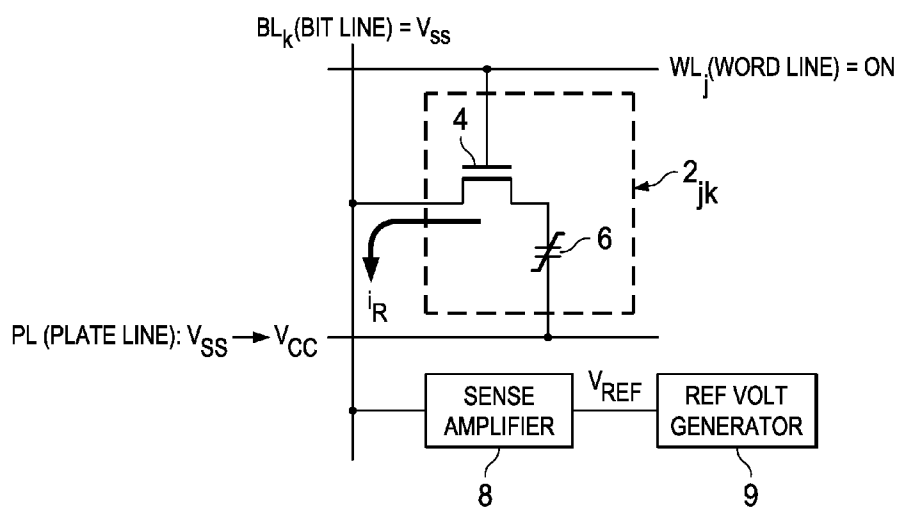 BLk(BIT LINE) = VSS
WLj(WORD LINE) = ON
4
2jk
6
iR
PL (PLATE LINE): VSS → VCC
SENSE
AMPLIFIER
VREF
REF VOLT
GENERATOR
8
9